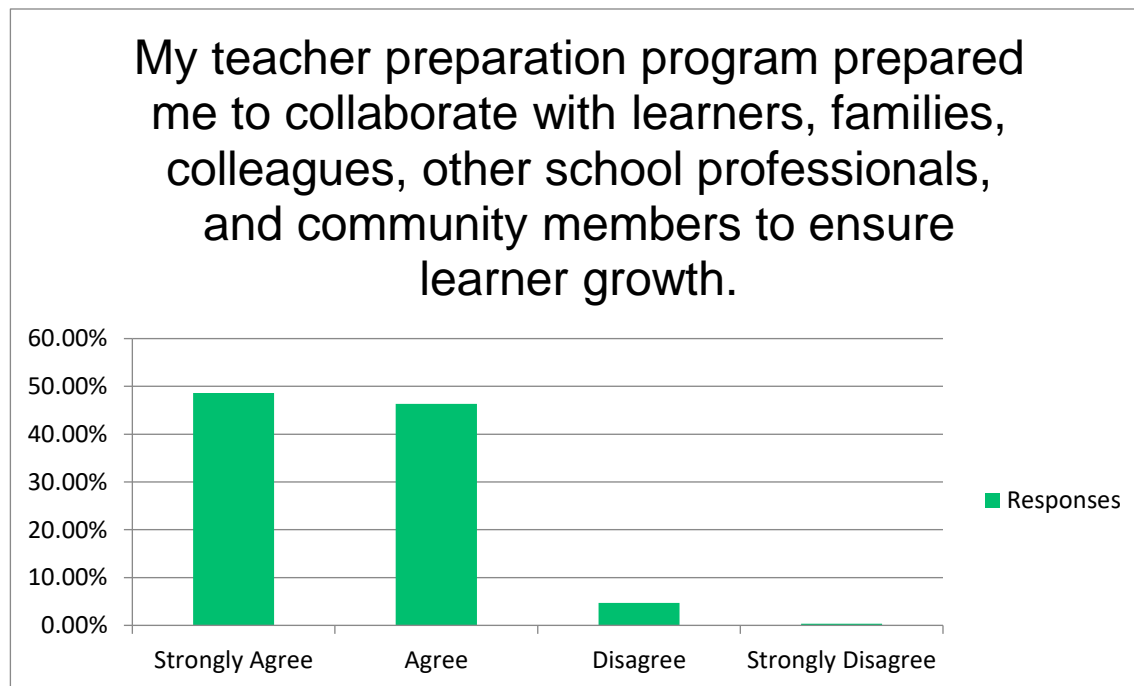 My teacher preparation program prepared
me to collaborate with learners, families,
colleagues, other school professionals,
and community members to ensure
learner growth.
60.00%
50.00%
40.00%
30.00%
20.00%
10.00%
0.00%
Strongly Agree Agree Disagree Strongly Disagree
Responses